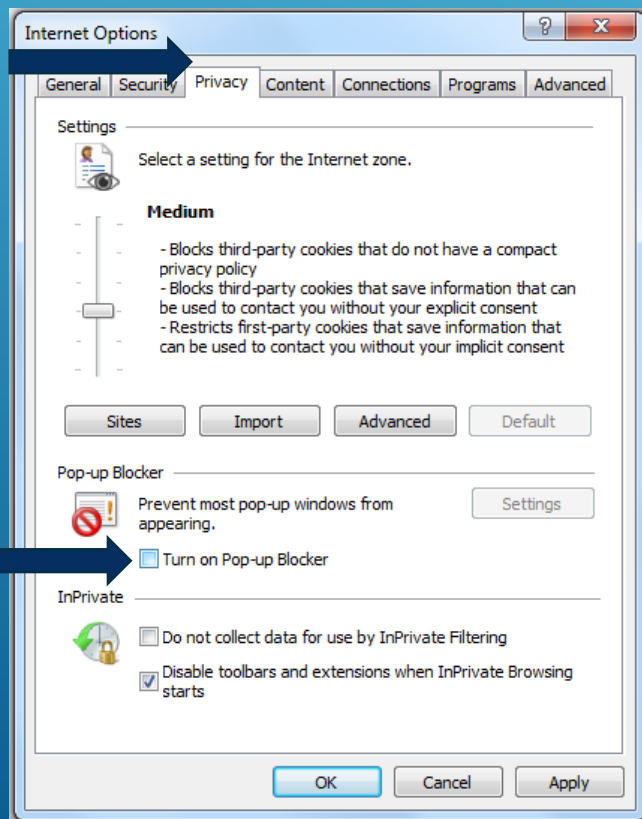 Internet Options
General Security Privacy Content Connections Programs Advanced
Settings
Select a setting for the Internet zone.
Medium
- Blocks third-party cookies that do not have a compact
privacy policy
- Blocks third-party cookies that save information that can
be used to contact you without your explicit consent
- Restricts first-party cookies that save information that
can be used to contact you without your implicit consent
Sites Import Advanced Default
Pop-up Blocker
Prevent most pop-up windows from
appearing.
Settings
Turn on Pop-up Blocker
InPrivate
Do not collect data for use by InPrivate Filtering
Disable toolbars and extensions when InPrivate Browsing
starts
OK Cancel Apply